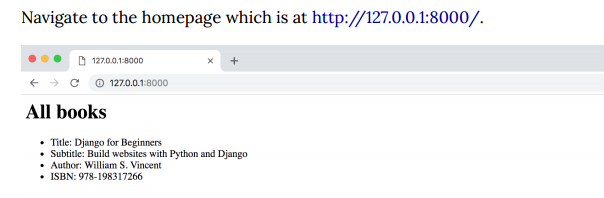 Navigate to the homepage which is at http://127.0.0.1:8000/.
127.0.0.1:8000
127.0.0.1:8000
All books
Title: Django for Beginners
Subtitle: Build websites with Python and Django
Author: William S. Vincent
ISBN: 978-198317266